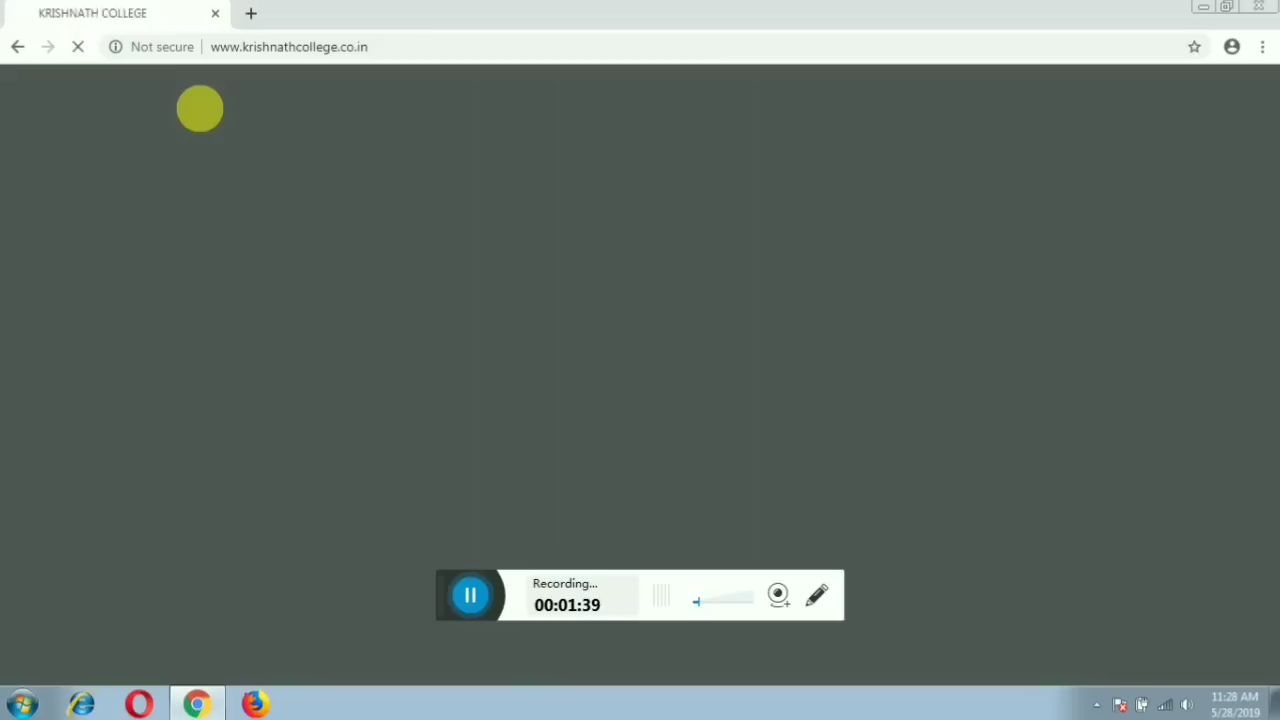 KRISHNATH COLLEGE
Not secure
www.krishnathcollege.co.in
Recording...
00:01:39
11:28 AM
5/28/2019